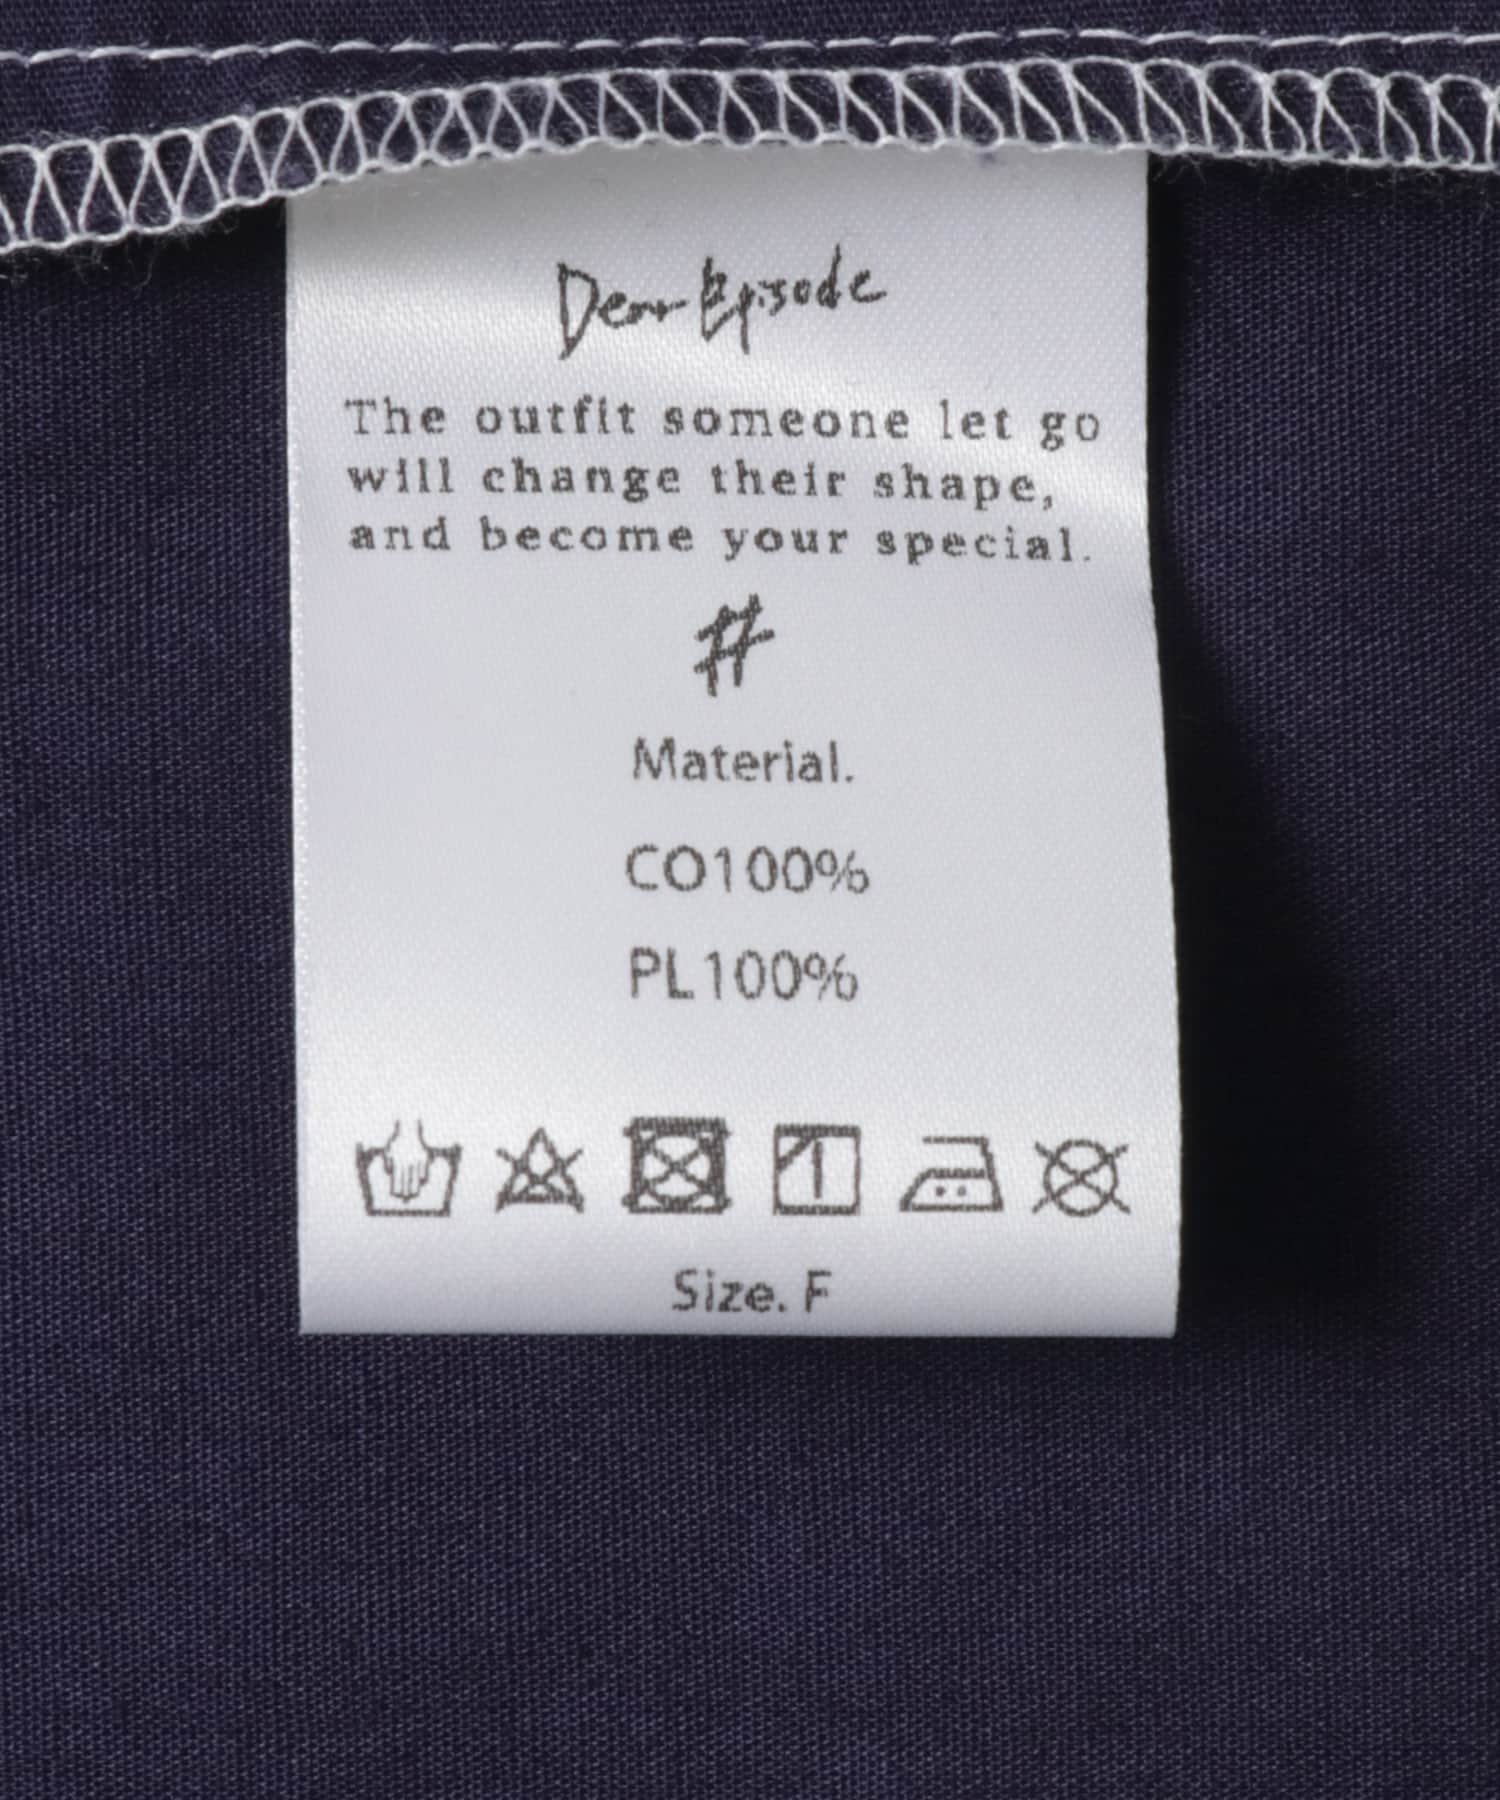 Dear Episode
The outfit someone let go
will change their shape,
and become your special.
#
Material.
CO100%
PL100%
Size. F